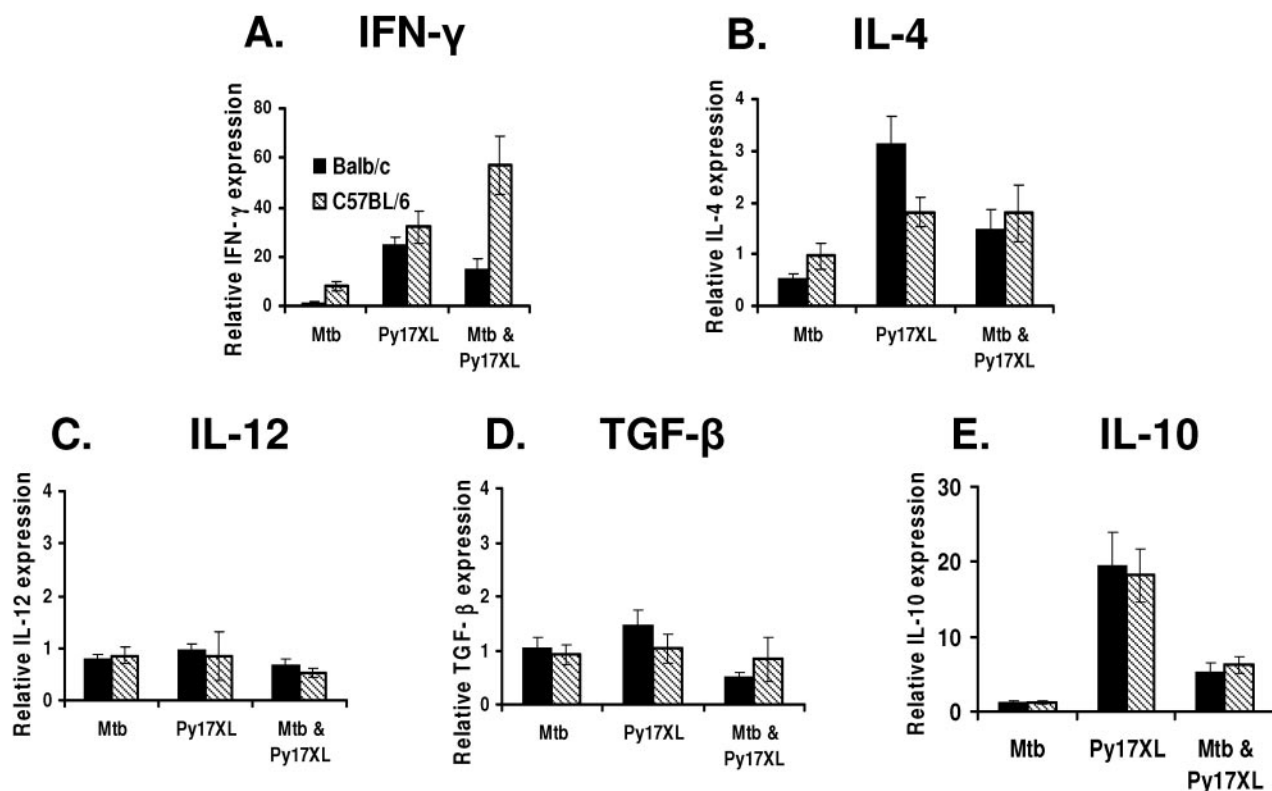 A. IFN-γ
Relative IFN-γ expression
80
60
40
20
0
Balb/c
C57BL/6
Mtb
Py17XL
Mtb &
Py17XL
B. IL-4
Relative IL-4 expression
4
3
2
1
0
Mtb
Py17XL
Mtb &
Py17XL
C. IL-12
Relative IL-12 expression
4
3
2
1
0
Mtb
Py17XL
Mtb &
Py17XL
D. TGF-β
Relative TGF- β expression
4
3
2
1
0
Mtb
Py17XL
Mtb &
Py17XL
E. IL-10
Relative IL-10 expression
30
20
10
0
Mtb
Py17XL
Mtb &
Py17XL